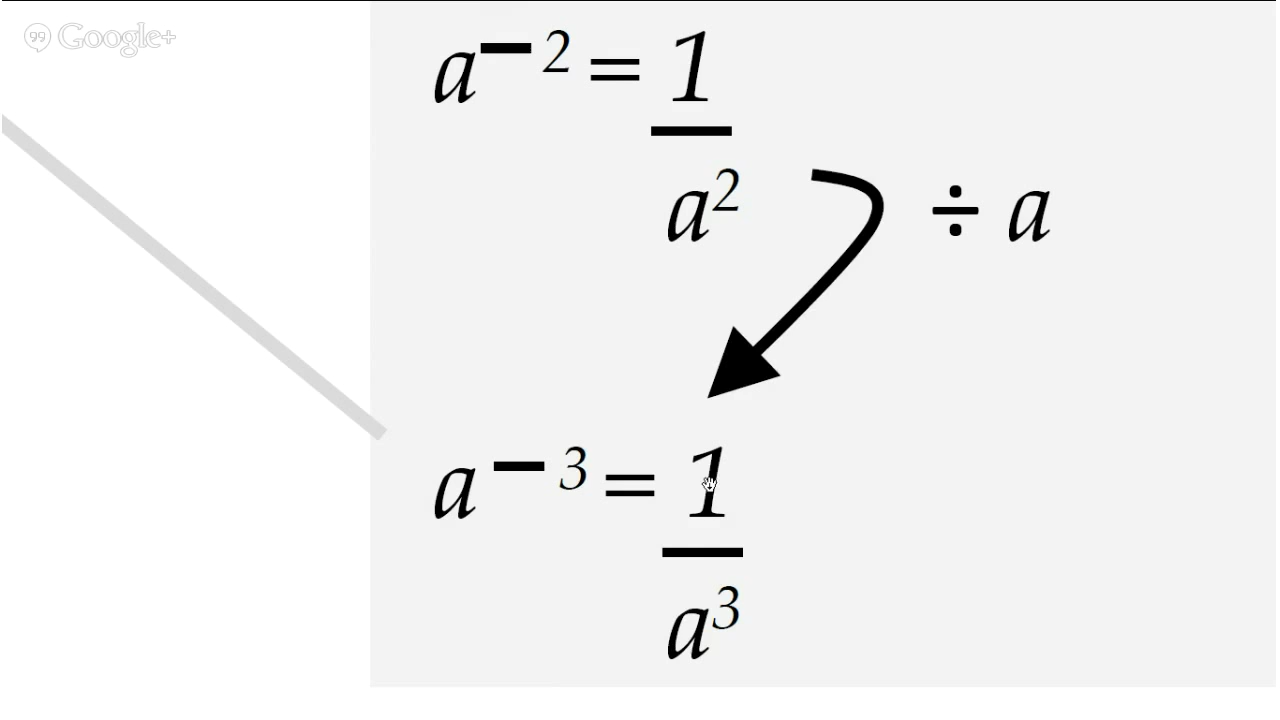 Google+
a⁻² = 1/a²
÷ a
a⁻³ = 1/a³